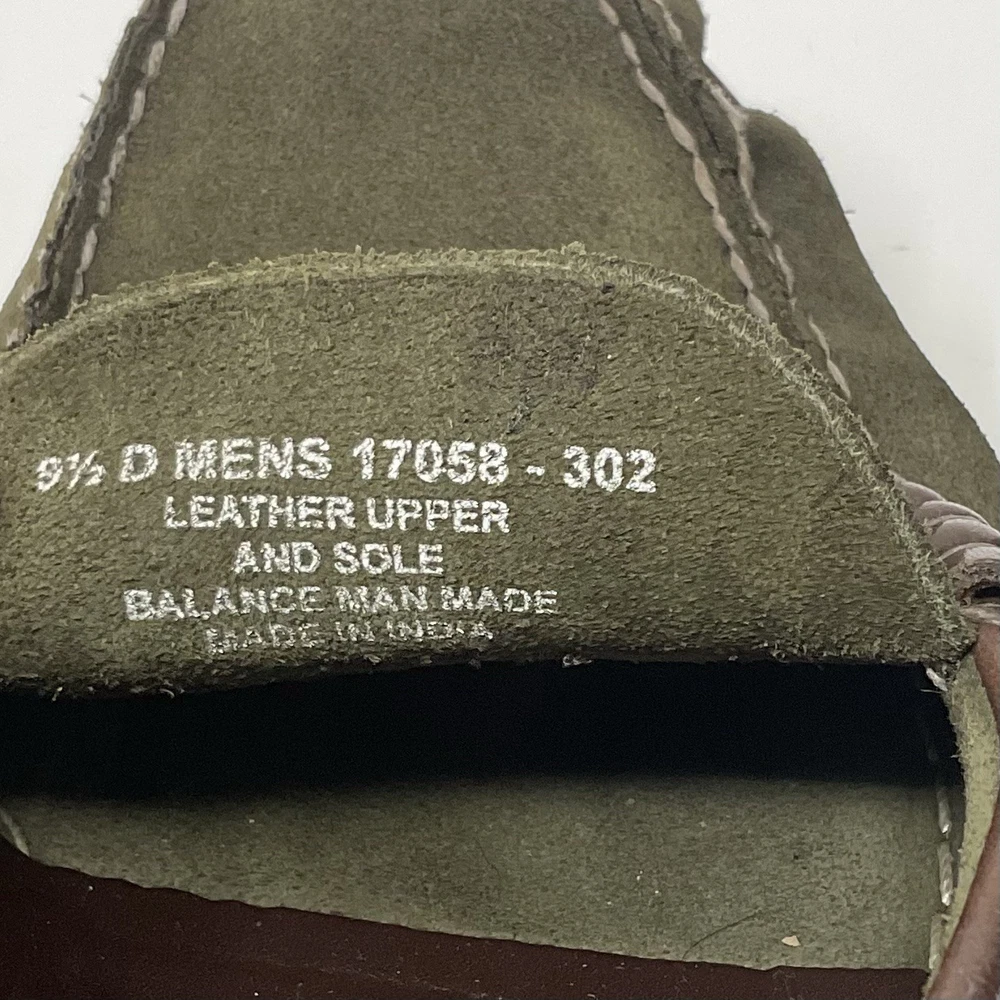 9½ D MENS 17058 - 302
LEATHER UPPER
AND SOLE
BALANCE MAN MADE
MADE IN INDIA